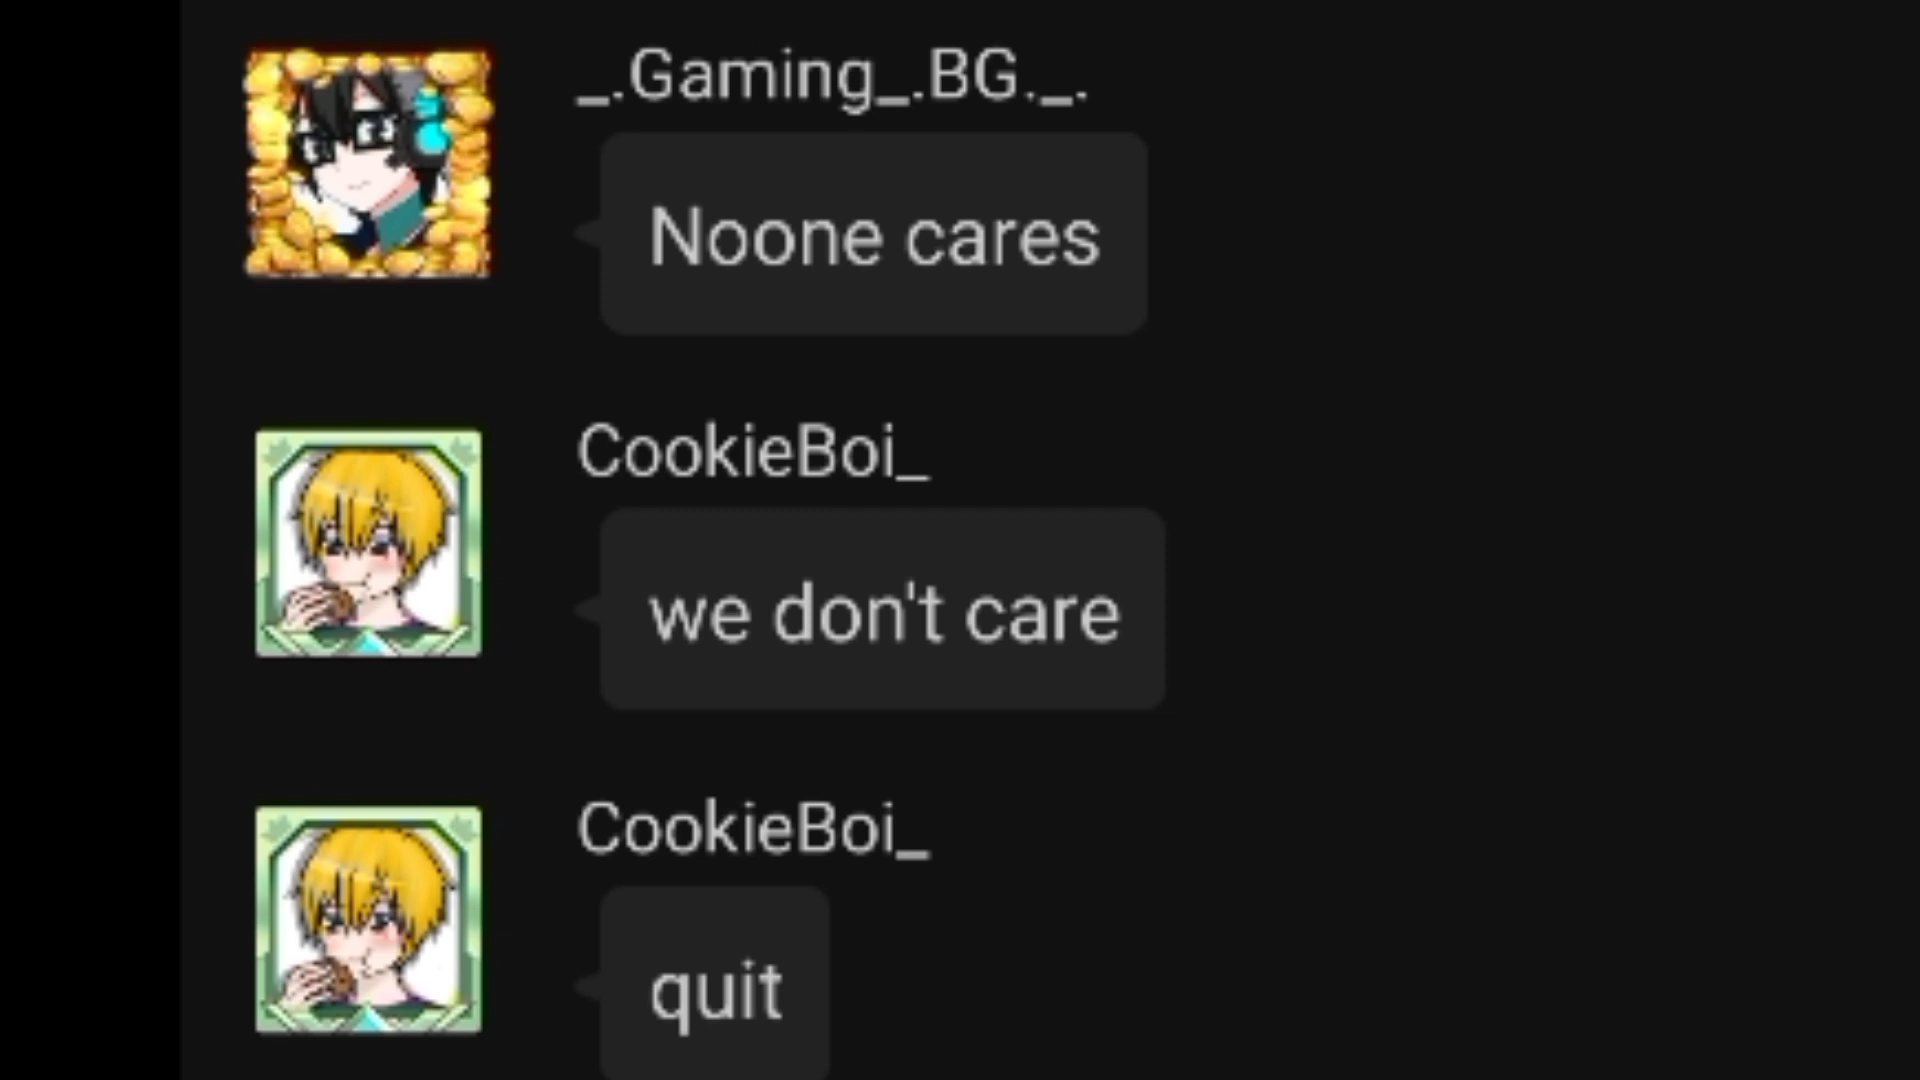 _.Gaming_.BG._.
Noone cares
CookieBoi_
we don't care
CookieBoi_
quit